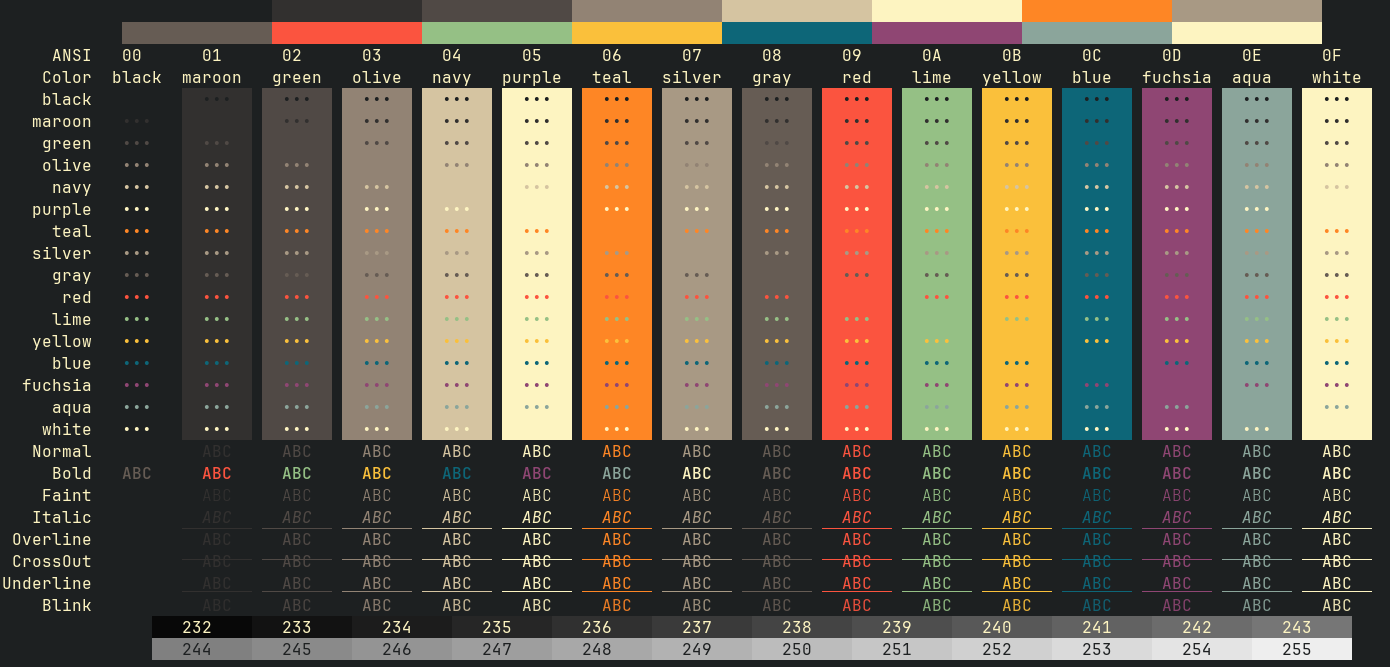 ANSI 00 01 02 03 04 05 06 07 08 09 0A 0B 0C 0D 0E 0F
Color black maroon green olive navy purple teal silver gray red lime yellow blue fuchsia aqua white
black ••• ••• ••• ••• ••• ••• ••• ••• ••• ••• ••• ••• ••• ••• •••
maroon ••• ••• ••• ••• ••• ••• ••• ••• ••• ••• ••• ••• ••• ••• •••
green ••• ••• ••• ••• ••• ••• ••• ••• ••• ••• ••• ••• ••• ••• •••
olive ••• ••• ••• ••• ••• ••• ••• ••• ••• ••• ••• ••• ••• ••• •••
navy ••• ••• ••• ••• ••• ••• ••• ••• ••• ••• ••• ••• ••• ••• •••
purple ••• ••• ••• ••• ••• ••• ••• ••• ••• ••• ••• ••• ••• •••
teal ••• ••• ••• ••• ••• ••• ••• ••• ••• ••• ••• ••• ••• ••• •••
silver ••• ••• ••• ••• ••• ••• ••• ••• ••• ••• ••• ••• ••• ••• •••
gray ••• ••• ••• ••• ••• ••• ••• ••• ••• ••• ••• ••• ••• ••• •••
red ••• ••• ••• ••• ••• ••• ••• ••• ••• ••• ••• ••• ••• ••• •••
lime ••• ••• ••• ••• ••• ••• ••• ••• ••• ••• ••• ••• ••• ••• •••
yellow ••• ••• ••• ••• ••• ••• ••• ••• ••• ••• ••• ••• ••• ••• •••
blue ••• ••• ••• ••• ••• ••• ••• ••• ••• ••• ••• ••• ••• ••• •••
fuchsia ••• ••• ••• ••• ••• ••• ••• ••• ••• ••• ••• ••• ••• ••• •••
aqua ••• ••• ••• ••• ••• ••• ••• ••• ••• ••• ••• ••• ••• ••• •••
white ••• ••• ••• ••• ••• ••• ••• ••• ••• ••• ••• ••• ••• •••
Normal ABC ABC ABC ABC ABC ABC ABC ABC ABC ABC ABC ABC ABC ABC ABC
Bold ABC ABC ABC ABC ABC ABC ABC ABC ABC ABC ABC ABC ABC ABC ABC ABC
Faint ABC ABC ABC ABC ABC ABC ABC ABC ABC ABC ABC ABC ABC ABC ABC
Italic ABC ABC ABC ABC ABC ABC ABC ABC ABC ABC ABC ABC ABC ABC ABC
Overline ABC ABC ABC ABC ABC ABC ABC ABC ABC ABC ABC ABC ABC ABC ABC
CrossOut ABC ABC ABC ABC ABC ABC ABC ABC ABC ABC ABC ABC ABC ABC ABC
Underline ABC ABC ABC ABC ABC ABC ABC ABC ABC ABC ABC ABC ABC ABC ABC
Blink ABC ABC ABC ABC ABC ABC ABC ABC ABC ABC ABC ABC ABC ABC ABC
232 233 234 235 236 237 238 239 240 241 242 243
244 245 246 247 248 249 250 251 252 253 254 255